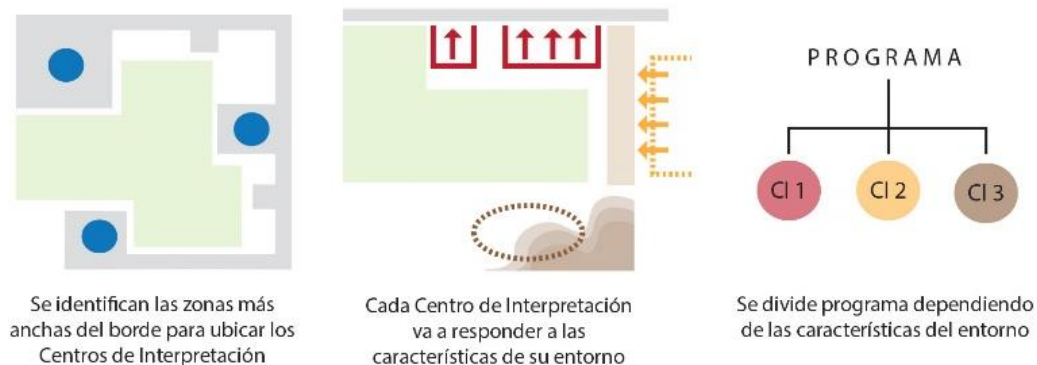 PROGRAMA
CI 1
CI 2
CI 3
Se identifican las zonas más
anchas del borde para ubicar los
Centros de Interpretación
Cada Centro de Interpretación
va a responder a las
características de su entorno
Se divide programa dependiendo
de las características del entorno